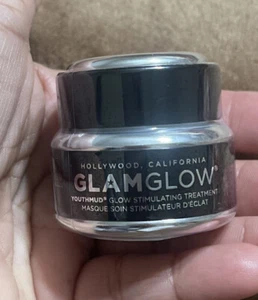 HOLLYWOOD, CALIFORNIA
GLAMGLOW®
YOUTHMUD® GLOW STIMULATING TREATMENT
MASQUE SOIN STIMULATEUR D'ÉCLAT